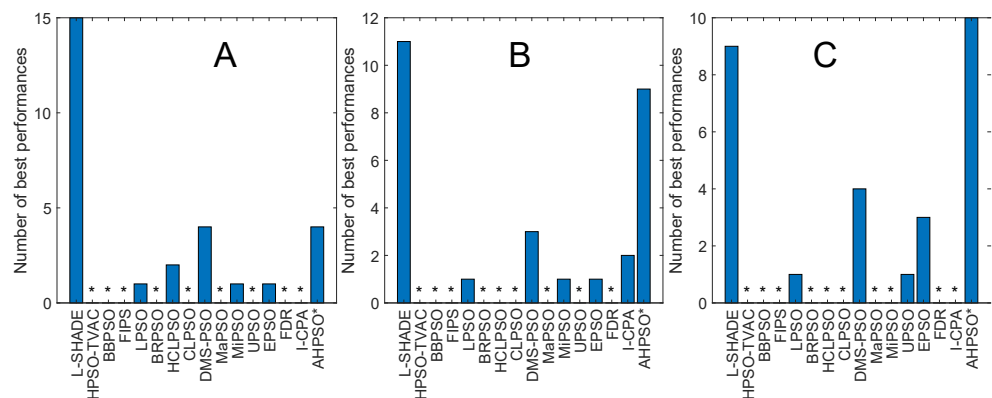 A
Number of best performances
15
10
5
0
* * * * * * * * *
L-SHADE
HPSO-TVAC
BBPSO
FIPS
LPSO
BRPSO
HCLPSO
CLPSO
DMS-PSO
MaPSO
MiPSO
UPSO
EPSO
FDR
I-CPA
AHPSO*
B
Number of best performances
12
10
8
6
4
2
0
* * * * * * * * *
L-SHADE
HPSO-TVAC
BBPSO
FIPS
LPSO
BRPSO
HCLPSO
CLPSO
DMS-PSO
MaPSO
MiPSO
UPSO
EPSO
FDR
I-CPA
AHPSO*
C
Number of best performances
10
8
6
4
2
0
* * * * * * * * * *
L-SHADE
HPSO-TVAC
BBPSO
FIPS
LPSO
BRPSO
HCLPSO
CLPSO
DMS-PSO
MaPSO
MiPSO
UPSO
EPSO
FDR
I-CPA
AHPSO*